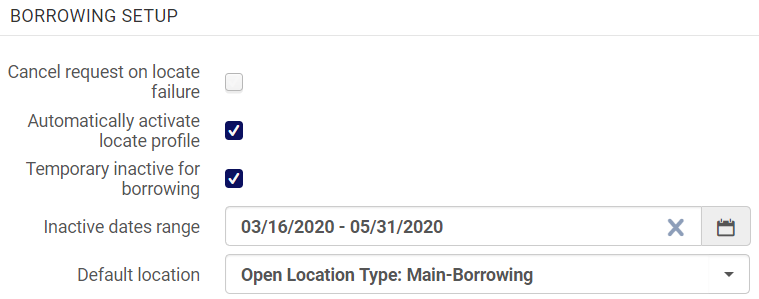 BORROWING SETUP
Cancel request on locate
failure
Automatically activate
locate profile
Temporary inactive for
borrowing
Inactive dates range 03/16/2020 - 05/31/2020
Default location Open Location Type: Main-Borrowing